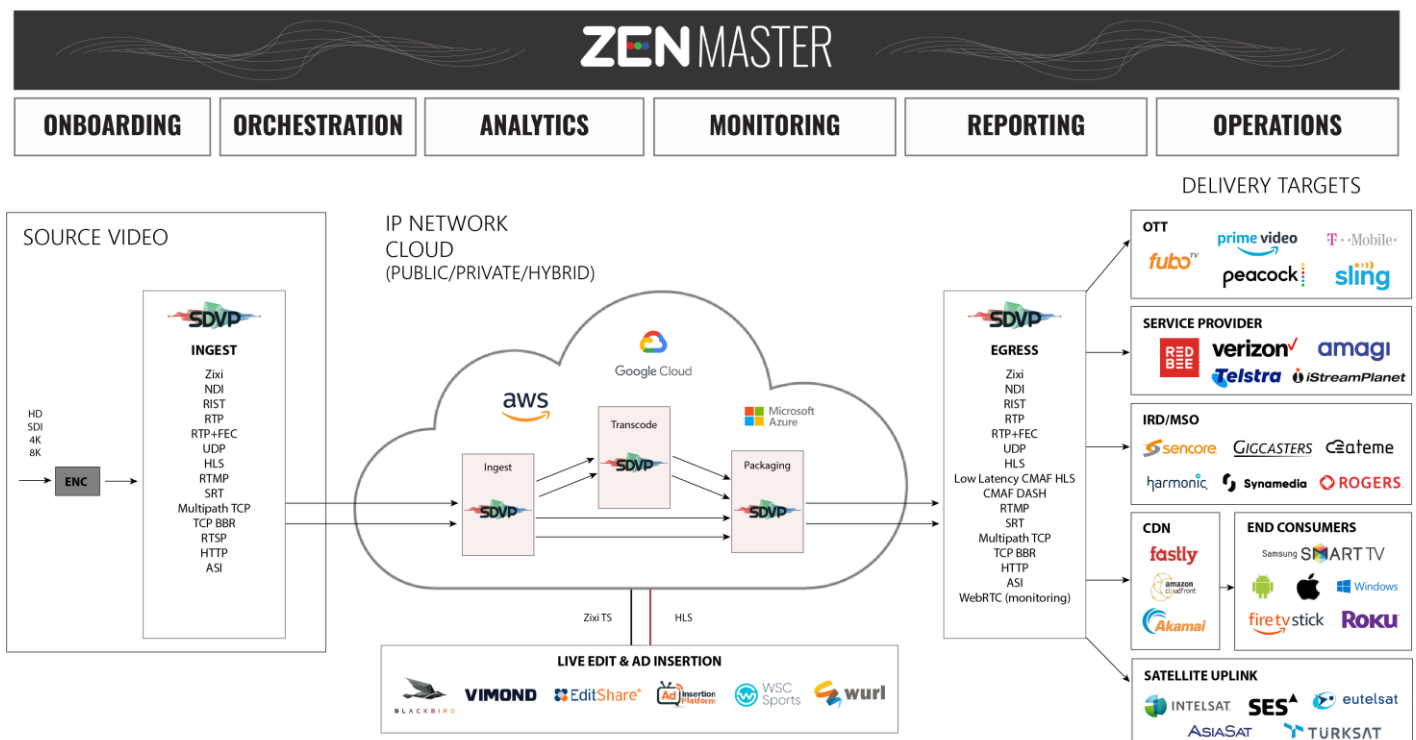 ZEN MASTER
ONBOARDING
ORCHESTRATION
ANALYTICS
MONITORING
REPORTING
OPERATIONS
DELIVERY TARGETS
SOURCE VIDEO
HD
SDI
4K
8K
ENC
SDVP
INGEST
Zixi
NDI
RIST
RTP
RTP+FEC
UDP
HLS
RTMP
SRT
Multipath TCP
TCP BBR
RTSP
HTTP
ASI
IP NETWORK
CLOUD
(PUBLIC/PRIVATE/HYBRID)
Google Cloud
aws
Microsoft
Azure
Ingest
SDVP
Transcode
SDVP
Packaging
SDVP
Zixi TS
HLS
LIVE EDIT & AD INSERTION
BLACKBIRD
VIMOND
EditShare®
Ad Insertion
Platform
WSC
Sports
wurl
SDVP
EGRESS
Zixi
NDI
RIST
RTP
RTP+FEC
UDP
HLS
Low Latency CMAF HLS
CMAF DASH
RTMP
SRT
Multipath TCP
TCP BBR
HTTP
ASI
WebRTC (monitoring)
OTT
fubo TV
prime video
T··Mobile·
peacock
sling
SERVICE PROVIDER
RED
BEE
verizon
amagi
Telstra
iStreamPlanet
IRD/MSO
sencore
GIGCASTERS
ateme
harmonic
Synamedia
ROGERS
CDN
fastly
amazon
cloudfront
Akamai
END CONSUMERS
Samsung SMART TV
Windows
fire tv stick
ROKU
SATELLITE UPLINK
INTELSAT
SES
eutelsat
ASIASAT
TURKSAT